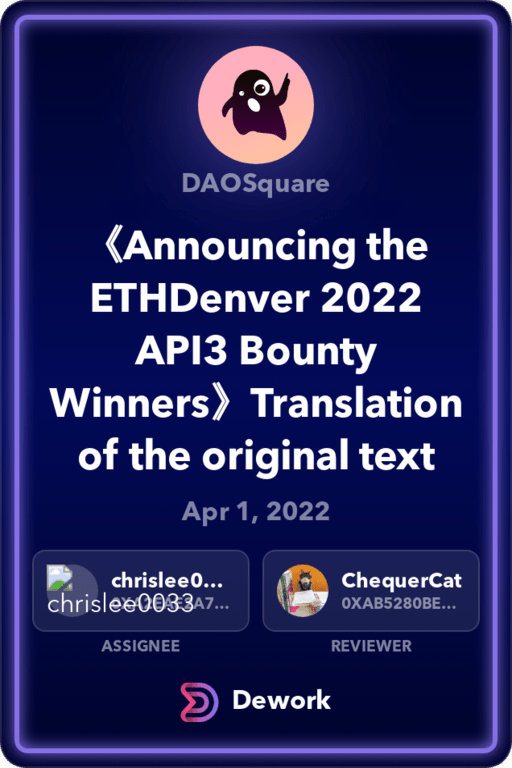 DAOSquare
《Announcing the
ETHDenver 2022
API3 Bounty
Winners》Translation
of the original text
Apr 1, 2022
chrislee0...
chrislee0033
ASSIGNEE
ChequerCat
0XAB5280BE...
REVIEWER
Dework